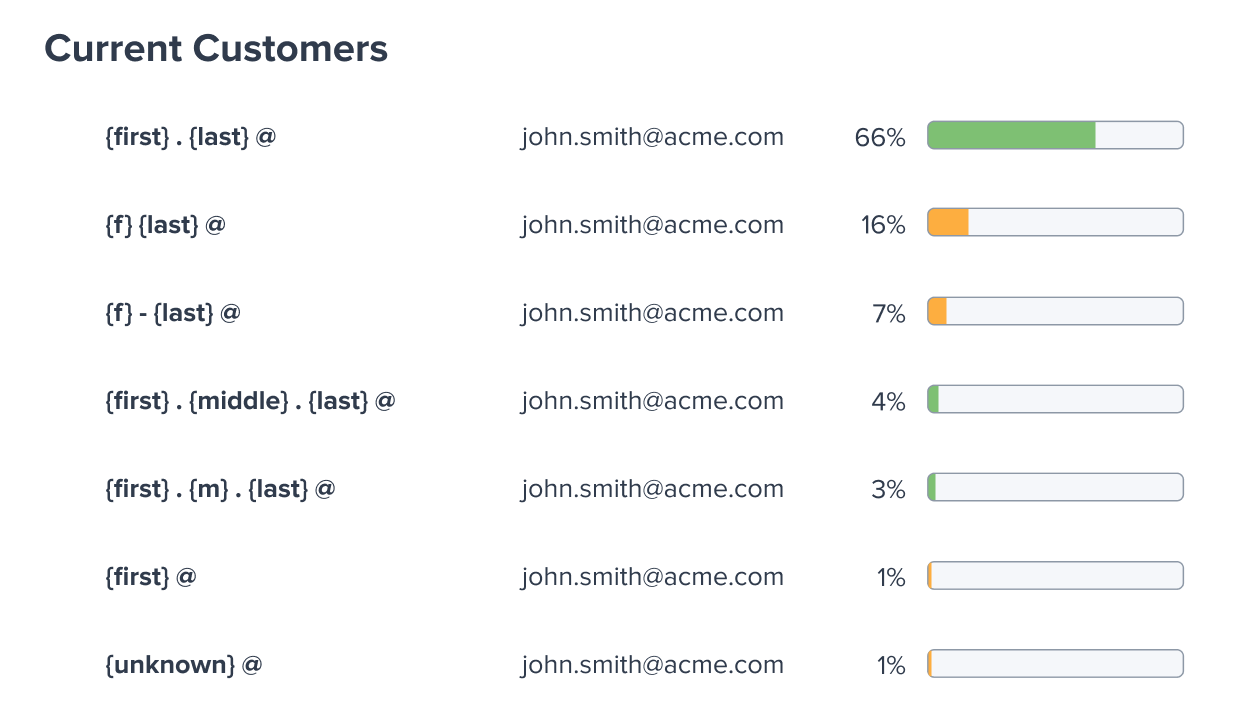 Current Customers
{first} . {last} @ john.smith@acme.com 66%
{f} {last} @ john.smith@acme.com 16%
{f} - {last} @ john.smith@acme.com 7%
{first} . {middle} . {last} @ john.smith@acme.com 4%
{first} . {m} . {last} @ john.smith@acme.com 3%
{first} @ john.smith@acme.com 1%
{unknown} @ john.smith@acme.com 1%